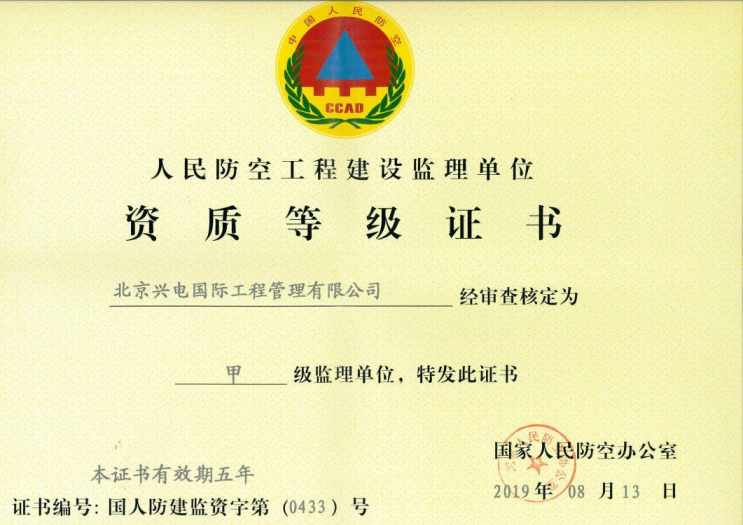 中国人民防空
CCAD
人民防空工程建设监理单位
资质等级证书
北京兴电国际工程管理有限公司 经审查核定为
甲 级监理单位，特发此证书
国家人民防空办公室
本证书有效期五年
2019年 08 月 13 日
证书编号: 国人防建监资字第 (0433) 号